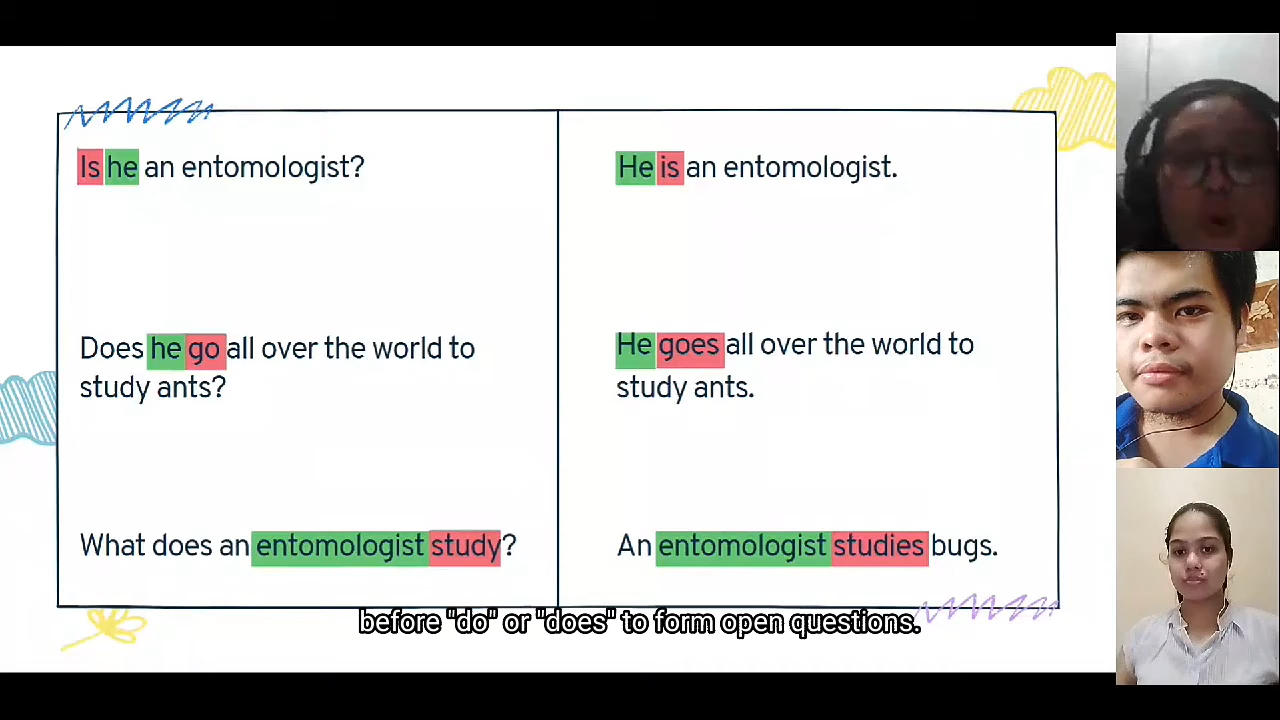 Is he an entomologist?
He is an entomologist.
Does he go all over the world to
study ants?
He goes all over the world to
study ants.
What does an entomologist study?
An entomologist studies bugs.
before "do" or "does" to form open questions.